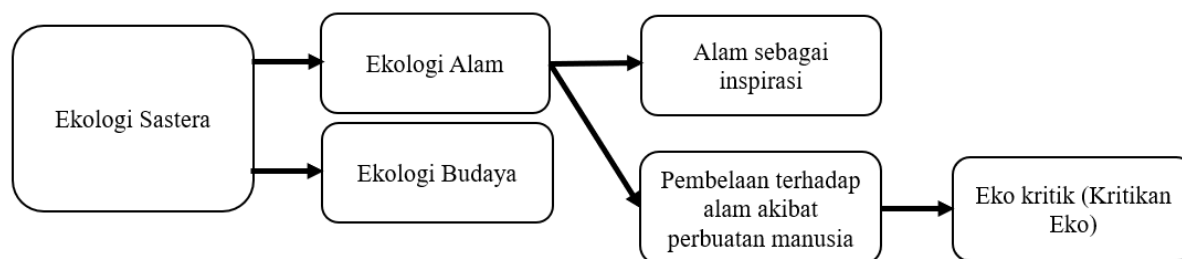 Ekologi Sastera
Ekologi Alam
Alam sebagai
inspirasi
Ekologi Budaya
Pembelaan terhadap
alam akibat
perbuatan manusia
Eko kritik (Kritikan
Eko)